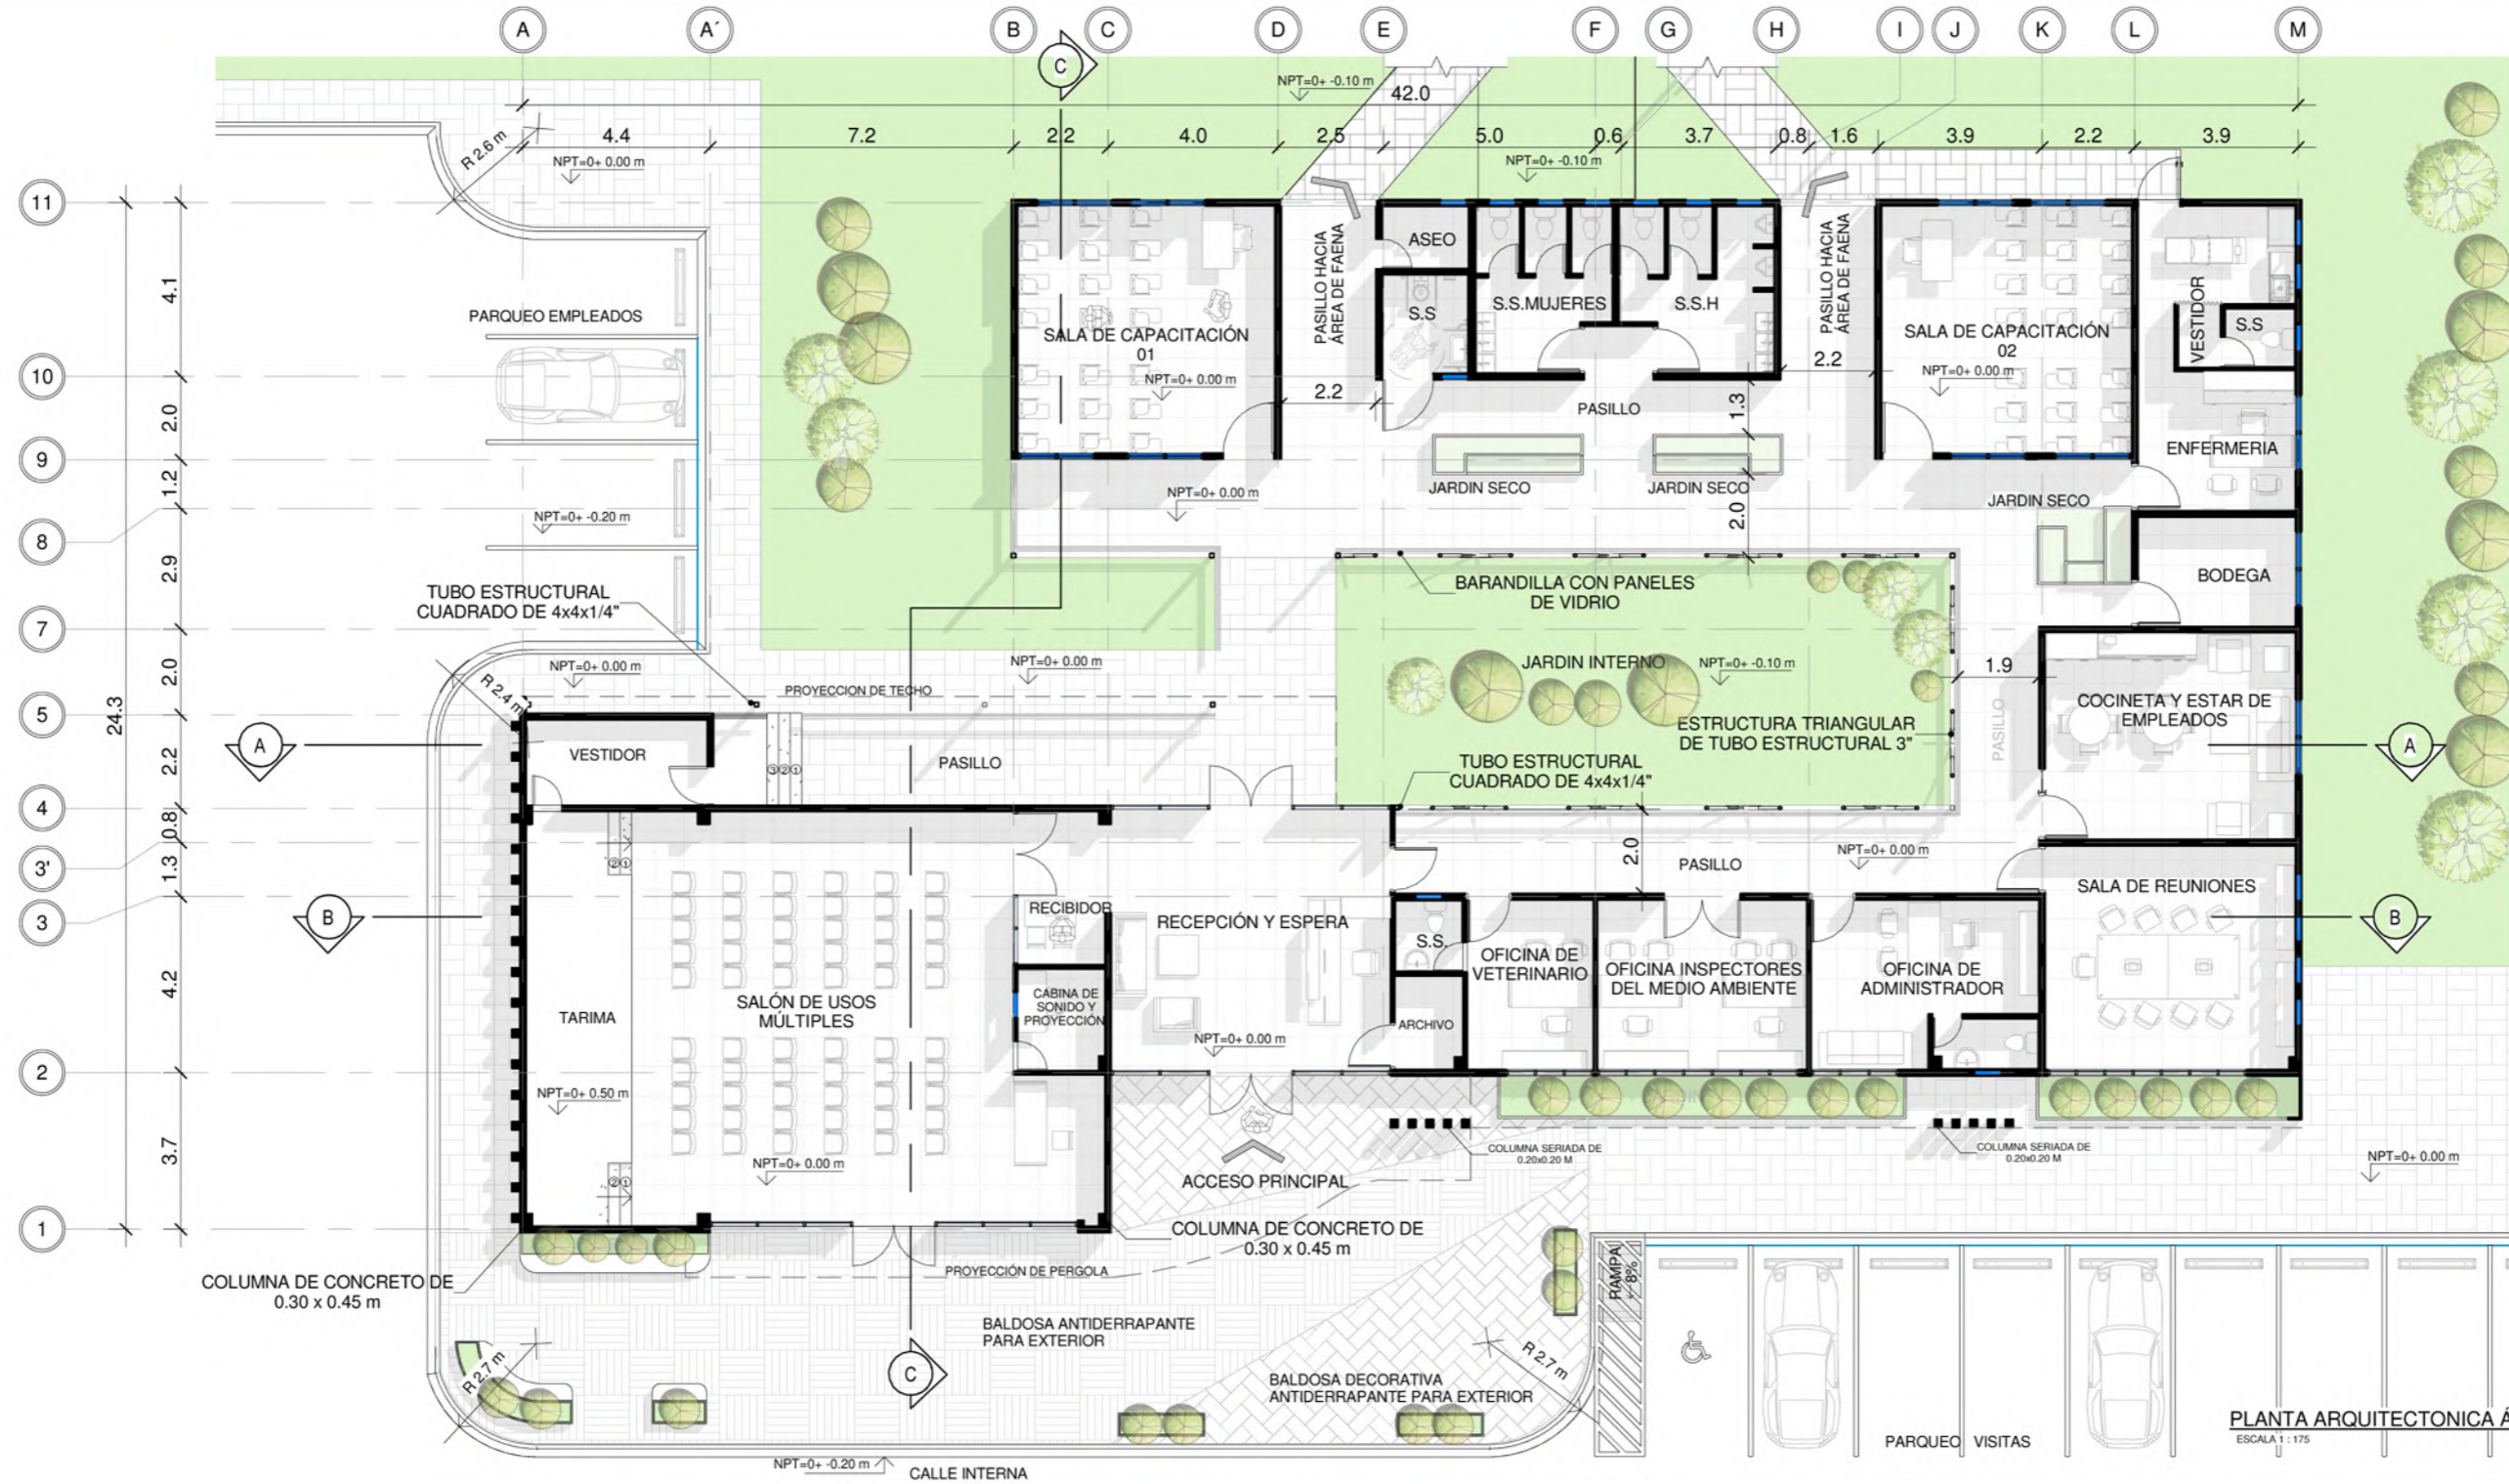 A A´ B C D E F G H I J K L M
C
NPT=0+ -0.10 m
42.0
4.4 7.2 2.2 4.0 2.5 5.0 0.6 3.7 0.8 1.6 3.9 2.2 3.9
R 2.6 m
NPT=0+ 0.00 m
NPT=0+ -0.10 m
11
10
9
8
7
5
4
3'
3
2
1
24.3
4.1
2.0
1.2
2.9
2.0
2.2
0.8
1.3
4.2
3.7
PARQUEO EMPLEADOS
NPT=0+ -0.20 m
SALA DE CAPACITACIÓN
01
NPT=0+ 0.00 m
PASILLO HACIA
ÁREA DE FAENA
2.2
ASEO
S.S
S.S.MUJERES
S.S.H
PASILLO HACIA
ÁREA DE FAENA
2.2
SALA DE CAPACITACIÓN
02
NPT=0+ 0.00 m
VESTIDOR
S.S
ENFERMERIA
PASILLO
1.3
JARDIN SECO
JARDIN SECO
JARDIN SECO
NPT=0+ 0.00 m
2.0
BODEGA
TUBO ESTRUCTURAL
CUADRADO DE 4x4x1/4"
BARANDILLA CON PANELES
DE VIDRIO
JARDIN INTERNO
NPT=0+ -0.10 m
1.9
PASILLO
COCINETA Y ESTAR DE
EMPLEADOS
NPT=0+ 0.00 m
NPT=0+ 0.00 m
R 2.4 m
PROYECCION DE TECHO
ESTRUCTURA TRIANGULAR
DE TUBO ESTRUCTURAL 3"
A
A
VESTIDOR
3 2 1
PASILLO
TUBO ESTRUCTURAL
CUADRADO DE 4x4x1/4"
2 1
2.0
PASILLO
NPT=0+ 0.00 m
SALA DE REUNIONES
B
B
RECIBIDOR
RECEPCIÓN Y ESPERA
S.S.
OFICINA DE
VETERINARIO
OFICINA INSPECTORES
DEL MEDIO AMBIENTE
OFICINA DE
ADMINISTRADOR
TARIMA
SALÓN DE USOS
MÚLTIPLES
CABINA DE
SONIDO Y
PROYECCIÓN
ARCHIVO
NPT=0+ 0.00 m
NPT=0+ 0.50 m
NPT=0+ 0.00 m
2 1
ACCESO PRINCIPAL
COLUMNA SERIADA DE
0.20x0.20 M
COLUMNA SERIADA DE
0.20x0.20 M
NPT=0+ 0.00 m
COLUMNA DE CONCRETO DE
0.30 x 0.45 m
COLUMNA DE CONCRETO DE
0.30 x 0.45 m
PROYECCIÓN DE PERGOLA
RAMPA
8%
BALDOSA ANTIDERRAPANTE
PARA EXTERIOR
R 2.7 m
C
R 2.7 m
BALDOSA DECORATIVA
ANTIDERRAPANTE PARA EXTERIOR
PARQUEO VISITAS
PLANTA ARQUITECTONICA Á
ESCALA 1 : 175
NPT=0+ -0.20 m
CALLE INTERNA